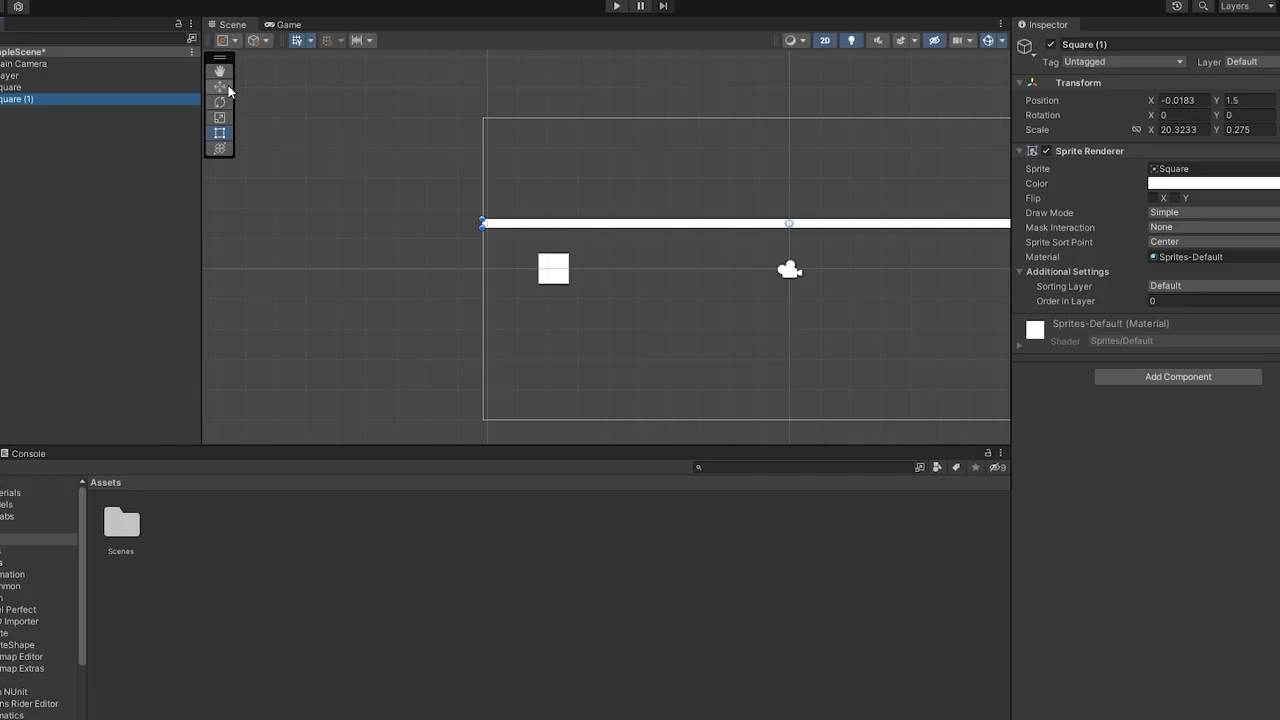 Layers
Scene
Game
2D
mpleScene*
ain Camera
ayer
quare
quare (1)
Inspector
Square (1)
Tag Untagged Layer Default
Transform
Position X -0.0183 Y 1.5
Rotation X 0 Y 0
Scale X 20.3233 Y 0.275
Sprite Renderer
Sprite Square
Color
Flip X Y
Draw Mode Simple
Mask Interaction None
Sprite Sort Point Center
Material Sprites-Default
Additional Settings
Sorting Layer Default
Order in Layer 0
Sprites-Default (Material)
Shader Sprites/Default
Add Component
Console
9
Assets
Scenes
erials
els
abs
s
s
mation
mmon
n
el Perfect
D Importer
te
teShape
map Editor
map Extras
n NUnit
ns Rider Editor
matics